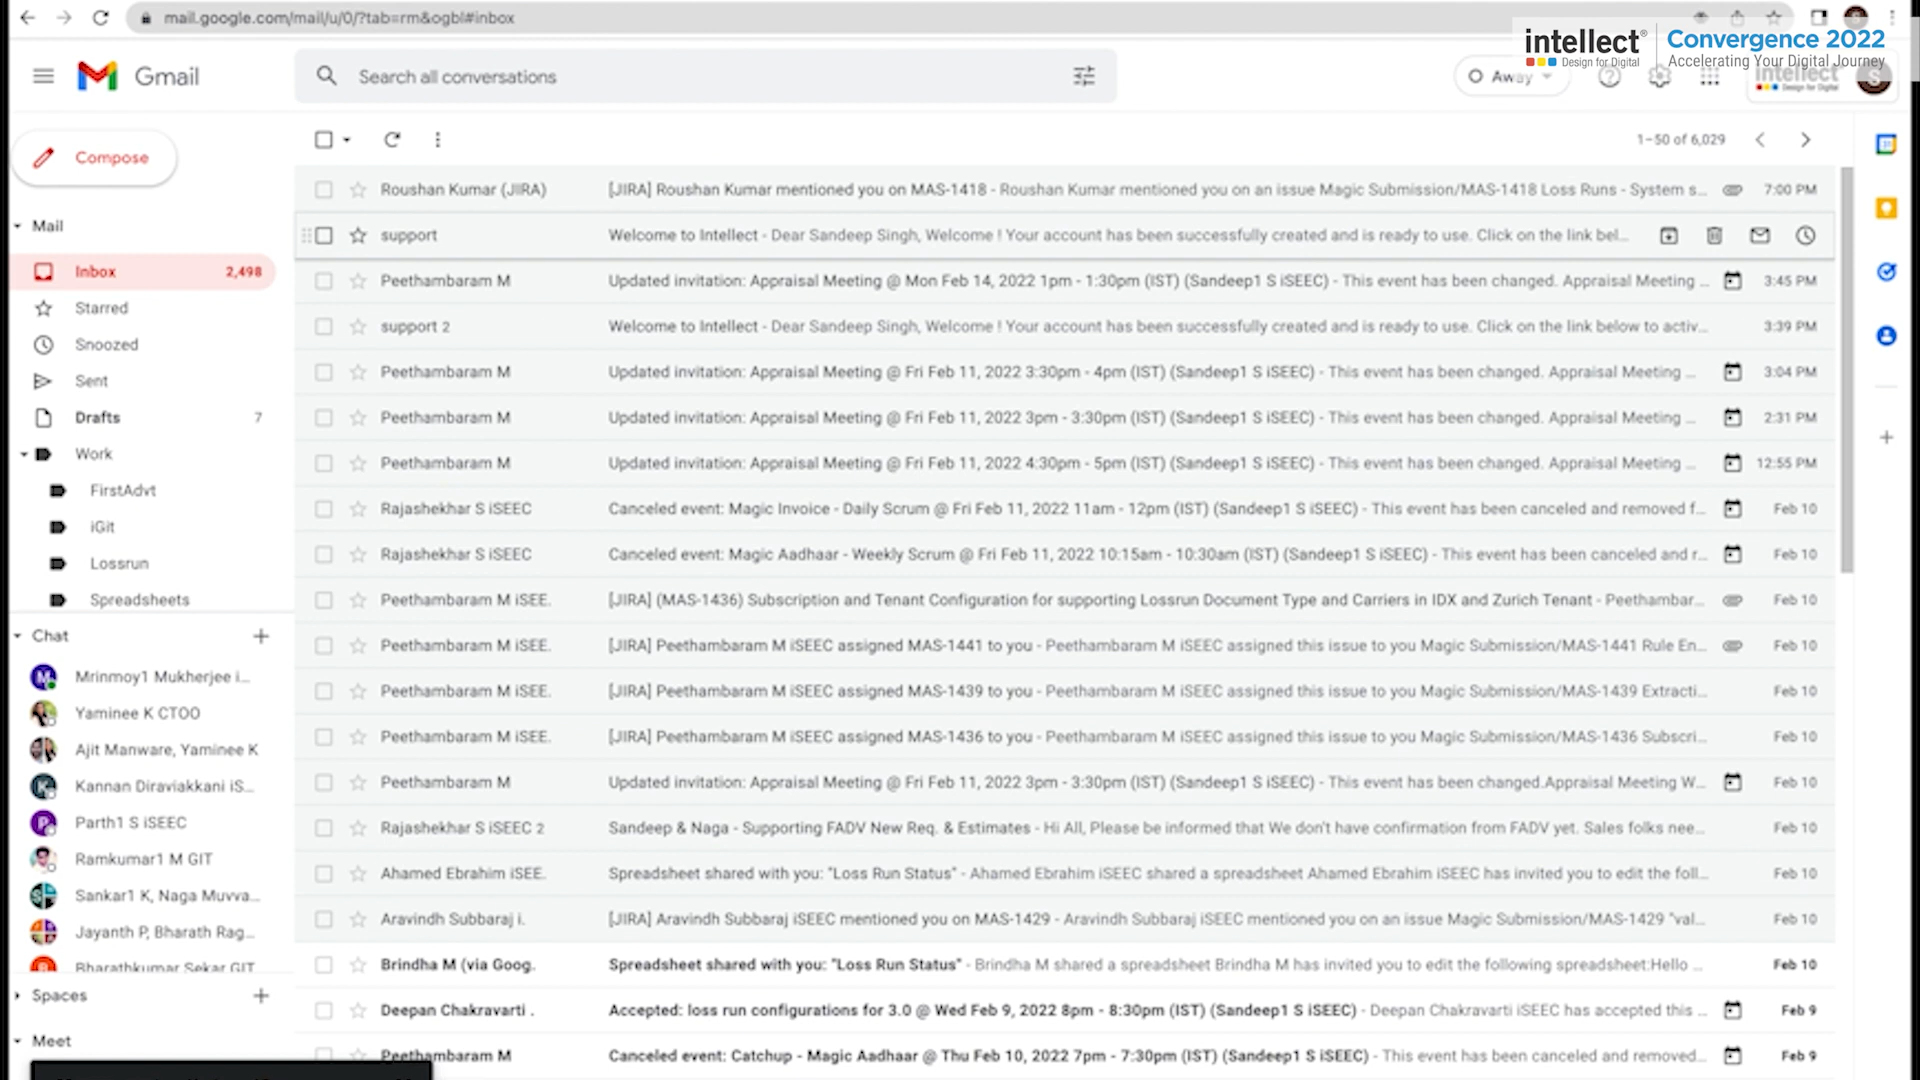 mail.google.com/mail/u/0/?tab=rm&ogbl#inbox
intellect® Design for Digital
Convergence 2022
Accelerating Your Digital Journey
Gmail
Search all conversations
Away
intellect Design for Digital
S
Compose
1–50 of 6,029
Mail
Inbox 2,498
Starred
Snoozed
Sent
Drafts 7
Work
FirstAdvt
iGit
Lossrun
Spreadsheets
Chat
Mrinmoy1 Mukherjee i...
Yaminee K CTOO
Ajit Manware, Yaminee K
Kannan Diraviakkani iS...
Parth1 S iSEEC
Ramkumar1 M GIT
Sankar1 K, Naga Muvva...
Jayanth P, Bharath Rag...
Bharathkumar Sekar GIT
Spaces
Meet
Roushan Kumar (JIRA) [JIRA] Roushan Kumar mentioned you on MAS-1418 - Roushan Kumar mentioned you on an issue Magic Submission/MAS-1418 Loss Runs - System s... 7:00 PM
support Welcome to Intellect - Dear Sandeep Singh, Welcome ! Your account has been successfully created and is ready to use. Click on the link bel...
Peethambaram M Updated invitation: Appraisal Meeting @ Mon Feb 14, 2022 1pm - 1:30pm (IST) (Sandeep1 S iSEEC) - This event has been changed. Appraisal Meeting ... 3:45 PM
support 2 Welcome to Intellect - Dear Sandeep Singh, Welcome ! Your account has been successfully created and is ready to use. Click on the link below to activ... 3:39 PM
Peethambaram M Updated invitation: Appraisal Meeting @ Fri Feb 11, 2022 3:30pm - 4pm (IST) (Sandeep1 S iSEEC) - This event has been changed. Appraisal Meeting ... 3:04 PM
Peethambaram M Updated invitation: Appraisal Meeting @ Fri Feb 11, 2022 3pm - 3:30pm (IST) (Sandeep1 S iSEEC) - This event has been changed. Appraisal Meeting ... 2:31 PM
Peethambaram M Updated invitation: Appraisal Meeting @ Fri Feb 11, 2022 4:30pm - 5pm (IST) (Sandeep1 S iSEEC) - This event has been changed. Appraisal Meeting ... 12:55 PM
Rajashekhar S iSEEC Canceled event: Magic Invoice - Daily Scrum @ Fri Feb 11, 2022 11am - 12pm (IST) (Sandeep1 S iSEEC) - This event has been canceled and removed f... Feb 10
Rajashekhar S iSEEC Canceled event: Magic Aadhaar - Weekly Scrum @ Fri Feb 11, 2022 10:15am - 10:30am (IST) (Sandeep1 S iSEEC) - This event has been canceled and r... Feb 10
Peethambaram M iSEE. [JIRA] (MAS-1436) Subscription and Tenant Configuration for supporting Lossrun Document Type and Carriers in IDX and Zurich Tenant - Peethambar... Feb 10
Peethambaram M iSEE. [JIRA] Peethambaram M iSEEC assigned MAS-1441 to you - Peethambaram M iSEEC assigned this issue to you Magic Submission/MAS-1441 Rule En... Feb 10
Peethambaram M iSEE. [JIRA] Peethambaram M iSEEC assigned MAS-1439 to you - Peethambaram M iSEEC assigned this issue to you Magic Submission/MAS-1439 Extracti... Feb 10
Peethambaram M iSEE. [JIRA] Peethambaram M iSEEC assigned MAS-1436 to you - Peethambaram M iSEEC assigned this issue to you Magic Submission/MAS-1436 Subscri... Feb 10
Peethambaram M Updated invitation: Appraisal Meeting @ Fri Feb 11, 2022 3pm - 3:30pm (IST) (Sandeep1 S iSEEC) - This event has been changed.Appraisal Meeting W... Feb 10
Rajashekhar S iSEEC 2 Sandeep & Naga - Supporting FADV New Req. & Estimates - Hi All, Please be informed that We don't have confirmation from FADV yet. Sales folks nee... Feb 10
Ahamed Ebrahim iSEE. Spreadsheet shared with you: "Loss Run Status" - Ahamed Ebrahim iSEEC shared a spreadsheet Ahamed Ebrahim iSEEC has invited you to edit the foll... Feb 10
Aravindh Subbaraj i. [JIRA] Aravindh Subbaraj iSEEC mentioned you on MAS-1429 - Aravindh Subbaraj iSEEC mentioned you on an issue Magic Submission/MAS-1429 "val... Feb 10
Brindha M (via Goog. Spreadsheet shared with you: "Loss Run Status" - Brindha M shared a spreadsheet Brindha M has invited you to edit the following spreadsheet:Hello ... Feb 10
Deepan Chakravarti . Accepted: loss run configurations for 3.0 @ Wed Feb 9, 2022 8pm - 8:30pm (IST) (Sandeep1 S iSEEC) - Deepan Chakravarti iSEEC has accepted this ... Feb 9
Peethambaram M Canceled event: Catchup - Magic Aadhaar @ Thu Feb 10, 2022 7pm - 7:30pm (IST) (Sandeep1 S iSEEC) - This event has been canceled and removed... Feb 9